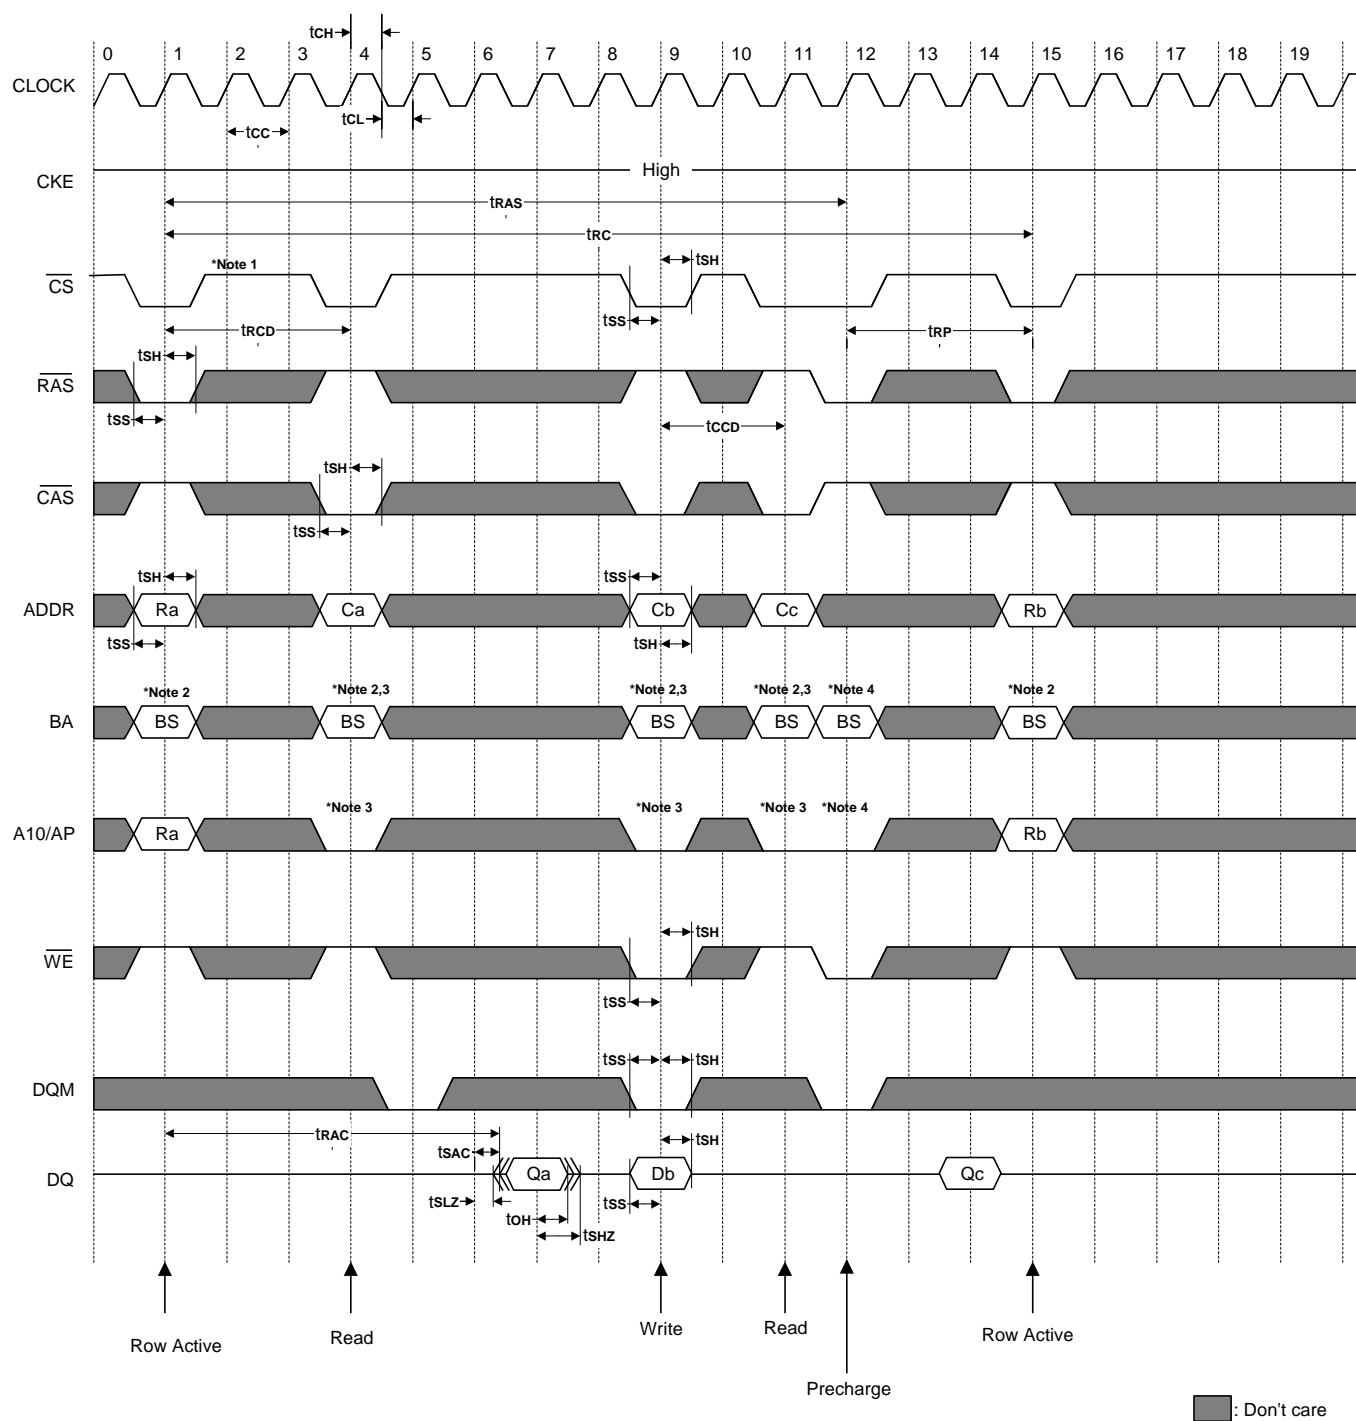 tCH
0 1 2 3 4 5 6 7 8 9 10 11 12 13 14 15 16 17 18 19
CLOCK
tCC
tCL
CKE
High
tRAS
tRC
*Note 1
tSH
CS
tSS
tRCD
tRP
tSH
RAS
tSS
tCCD
tSH
CAS
tSS
tSH
tSS
ADDR
Ra Ca Cb Cc Rb
tSS
tSH
*Note 2 *Note 2,3 *Note 2,3 *Note 2,3 *Note 4 *Note 2
BA
BS BS BS BS BS BS
*Note 3 *Note 3 *Note 3 *Note 4
A10/AP
Ra Rb
tSH
WE
tSS
tSS tSH
DQM
tRAC
tSH
tSAC
DQ
Qa Db Qc
tSLZ
tSS
tOH
tSHZ
Row Active
Read
Write
Read
Row Active
Precharge
: Don't care